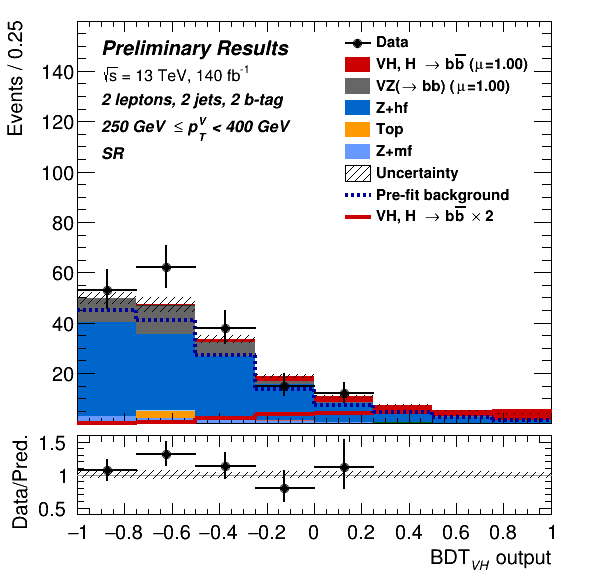 Events / 0.25
140
120
100
80
60
40
20
Preliminary Results
√s = 13 TeV, 140 fb⁻¹
2 leptons, 2 jets, 2 b-tag
250 GeV ≤ p_T^V < 400 GeV
SR
Data
VH, H → bb̅ (μ=1.00)
VZ(→ bb) (μ=1.00)
Z+hf
Top
Z+mf
Uncertainty
Pre-fit background
VH, H → bb̅ × 2
Data/Pred.
1.5
1
0.5
−1 −0.8 −0.6 −0.4 −0.2 0 0.2 0.4 0.6 0.8 1
BDT_VH output